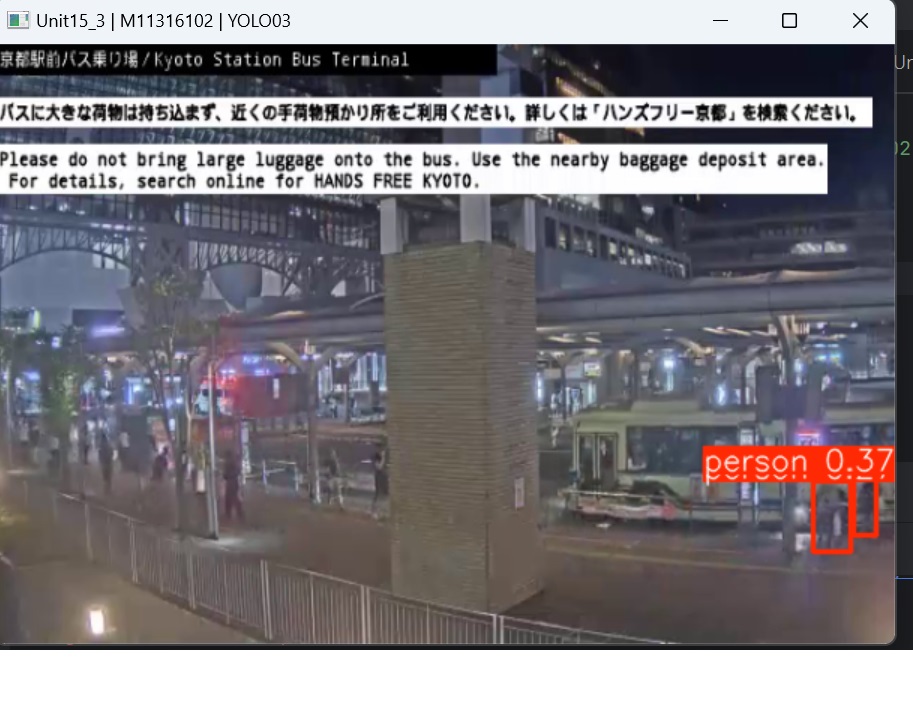 Unit15_3 | M11316102 | YOLO03
京都駅前バス乗り場/Kyoto Station Bus Terminal
バスに大きな荷物は持ち込まず、近くの手荷物預かり所をご利用ください。詳しくは「ハンズフリー京都」を検索ください。
Please do not bring large luggage onto the bus. Use the nearby baggage deposit area.
For details, search online for HANDS FREE KYOTO.
person 0.37
Ur
02